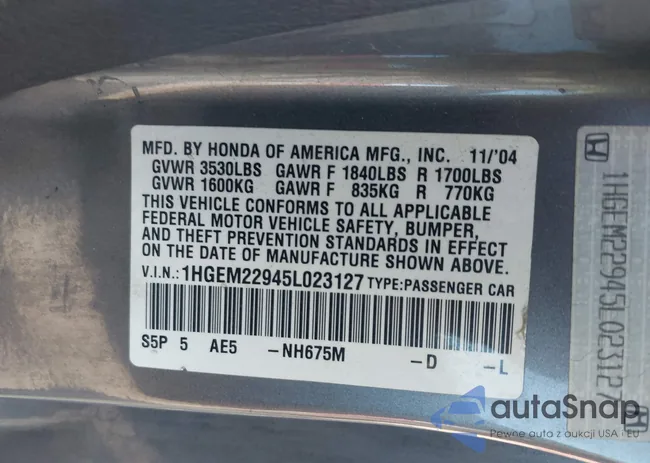 MFD. BY HONDA OF AMERICA MFG., INC. 11/'04
GVWR 3530LBS GAWR F 1840LBS R 1700LBS
GVWR 1600KG GAWR F 835KG R 770KG
THIS VEHICLE CONFORMS TO ALL APPLICABLE
FEDERAL MOTOR VEHICLE SAFETY, BUMPER,
AND THEFT PREVENTION STANDARDS IN EFFECT
ON THE DATE OF MANUFACTURE SHOWN ABOVE.
V.I.N.:1HGEM22945L023127 TYPE:PASSENGER CAR
S5P 5 AE5 -NH675M -D -L
1HGEM22945L023127
autaSnap
Pewne auta z aukcji USA i EU